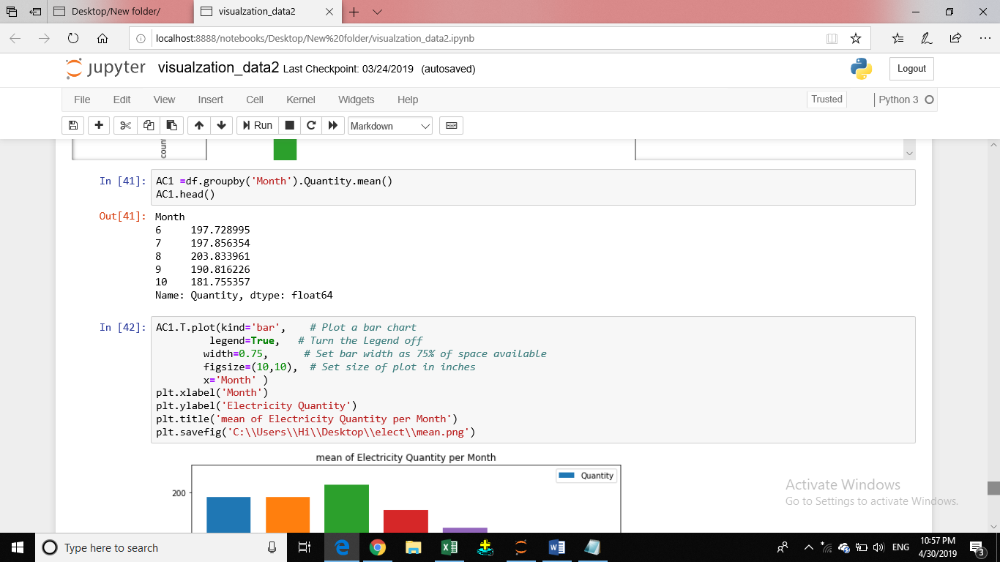 Desktop/New folder/
visualzation_data2
localhost:8888/notebooks/Desktop/New%20folder/visualzation_data2.ipynb
jupyter visualzation_data2 Last Checkpoint: 03/24/2019 (autosaved)
Logout
File Edit View Insert Cell Kernel Widgets Help
Trusted
Python 3
Run
Markdown
coun
In [41]: AC1 =df.groupby('Month').Quantity.mean()
AC1.head()
Out[41]: Month
6 197.728995
7 197.856354
8 203.833961
9 190.816226
10 181.755357
Name: Quantity, dtype: float64
In [42]: AC1.T.plot(kind='bar', # Plot a bar chart
legend=True, # Turn the Legend off
width=0.75, # Set bar width as 75% of space available
figsize=(10,10), # Set size of plot in inches
x='Month' )
plt.xlabel('Month')
plt.ylabel('Electricity Quantity')
plt.title('mean of Electricity Quantity per Month')
plt.savefig('C:\\Users\\Hi\\Desktop\\elect\\mean.png')
mean of Electricity Quantity per Month
Quantity
200
Activate Windows
Go to Settings to activate Windows.
Type here to search
ENG
10:57 PM
4/30/2019
3